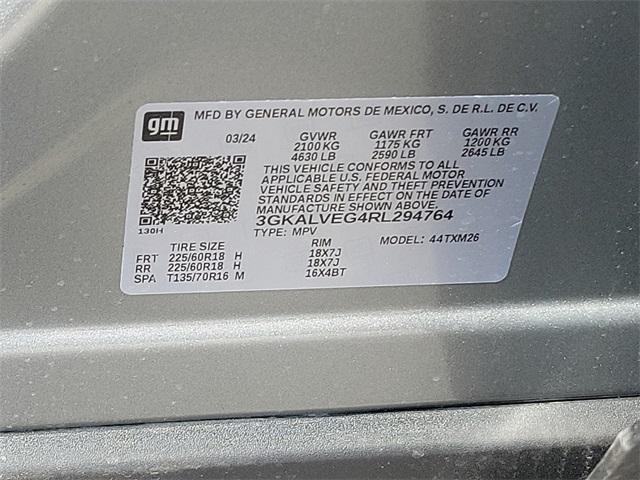 gm
MFD BY GENERAL MOTORS DE MEXICO, S. DE R.L. DE C.V.
03/24 GVWR GAWR FRT GAWR RR
2100 KG 1175 KG 1200 KG
4630 LB 2590 LB 2645 LB
THIS VEHICLE CONFORMS TO ALL
APPLICABLE U.S. FEDERAL MOTOR
VEHICLE SAFETY AND THEFT PREVENTION
STANDARDS IN EFFECT ON THE DATE OF
MANUFACTURE SHOWN ABOVE.
3GKALVEG4RL294764
130H
TYPE: MPV MODEL: 44TXM26
TIRE SIZE RIM
FRT 225/60R18 H 18X7J
RR 225/60R18 H 18X7J
SPA T135/70R16 M 16X4BT